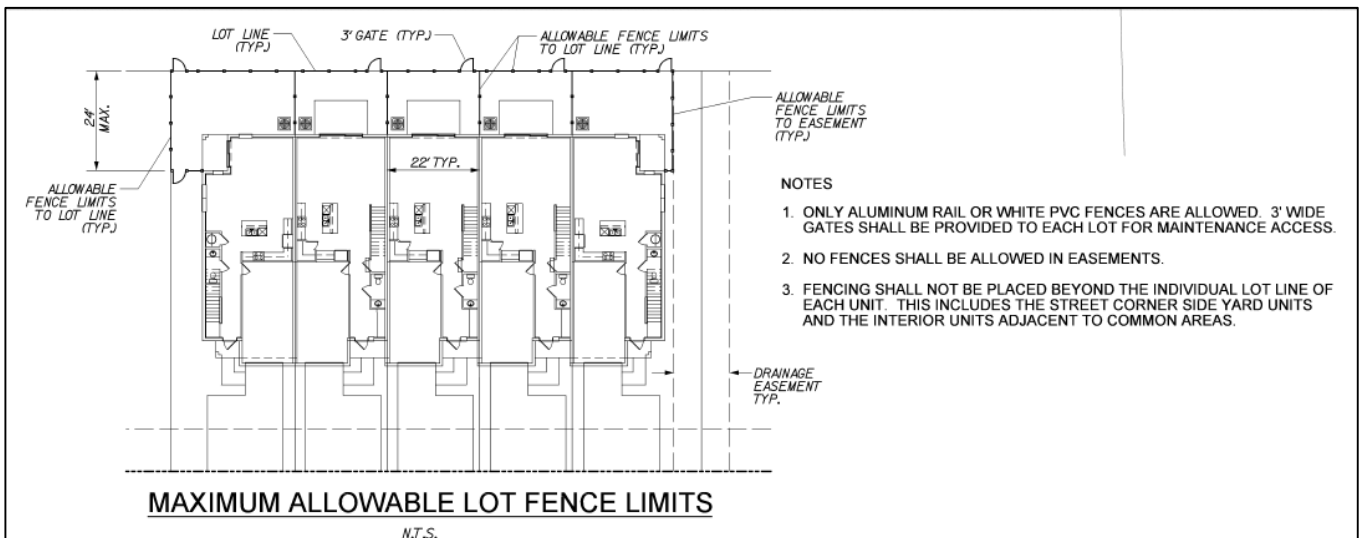 LOT LINE
(TYP.)
3' GATE (TYP.)
ALLOWABLE FENCE LIMITS
TO LOT LINE (TYP.)
24'
MAX.
ALLOWABLE
FENCE LIMITS
TO EASEMENT
(TYP.)
22' TYP.
ALLOWABLE
FENCE LIMITS
TO LOT LINE
(TYP.)
NOTES
1. ONLY ALUMINUM RAIL OR WHITE PVC FENCES ARE ALLOWED. 3' WIDE
GATES SHALL BE PROVIDED TO EACH LOT FOR MAINTENANCE ACCESS.
2. NO FENCES SHALL BE ALLOWED IN EASEMENTS.
3. FENCING SHALL NOT BE PLACED BEYOND THE INDIVIDUAL LOT LINE OF
EACH UNIT. THIS INCLUDES THE STREET CORNER SIDE YARD UNITS
AND THE INTERIOR UNITS ADJACENT TO COMMON AREAS.
DRAINAGE
EASEMENT
TYP.
MAXIMUM ALLOWABLE LOT FENCE LIMITS
N.T.S.